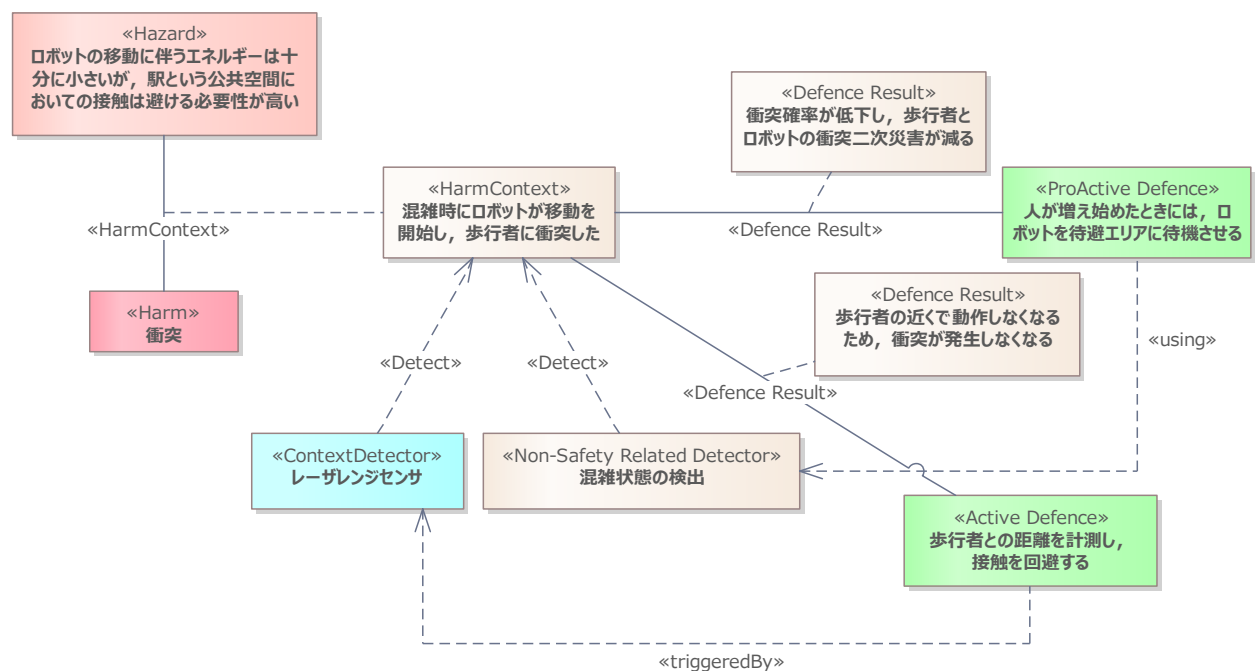 «Hazard»
ロボットの移動に伴うエネルギーは十
分に小さいが，駅という公共空間に
おいての接触は避ける必要性が高い
«Defence Result»
衝突確率が低下し，歩行者と
ロボットの衝突二次災害が減る
«HarmContext»
混雑時にロボットが移動を
開始し，歩行者に衝突した
«ProActive Defence»
人が増え始めたときには，ロ
ボットを待避エリアに待機させる
«HarmContext»
«Defence Result»
«Harm»
衝突
«Defence Result»
歩行者の近くで動作しなくなる
ため，衝突が発生しなくなる
«using»
«Detect»
«Detect»
«Defence Result»
«ContextDetector»
レーザレンジセンサ
«Non-Safety Related Detector»
混雑状態の検出
«Active Defence»
歩行者との距離を計測し，
接触を回避する
«triggeredBy»